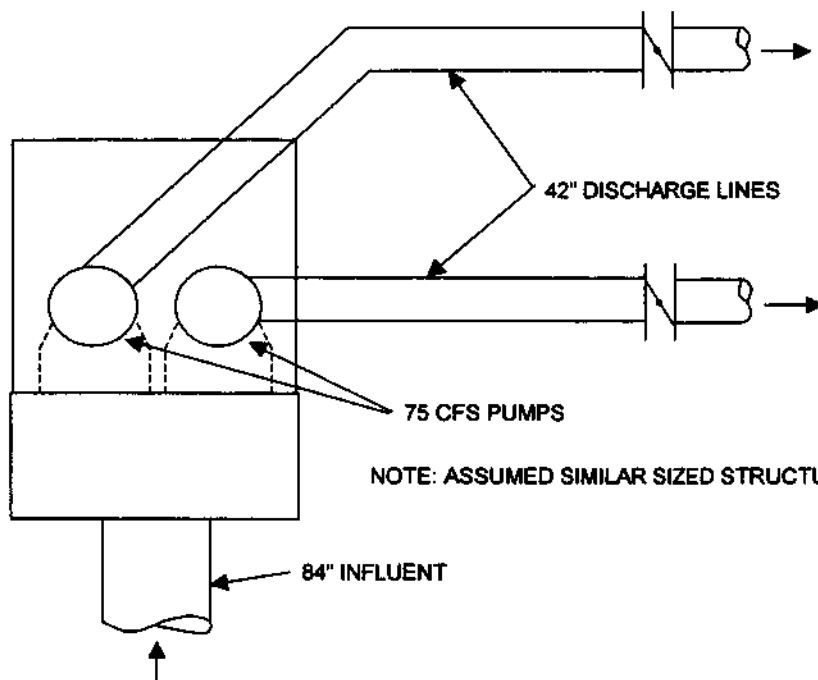 42" DISCHARGE LINES
75 CFS PUMPS
NOTE: ASSUMED SIMILAR SIZED
84" INFLUENT